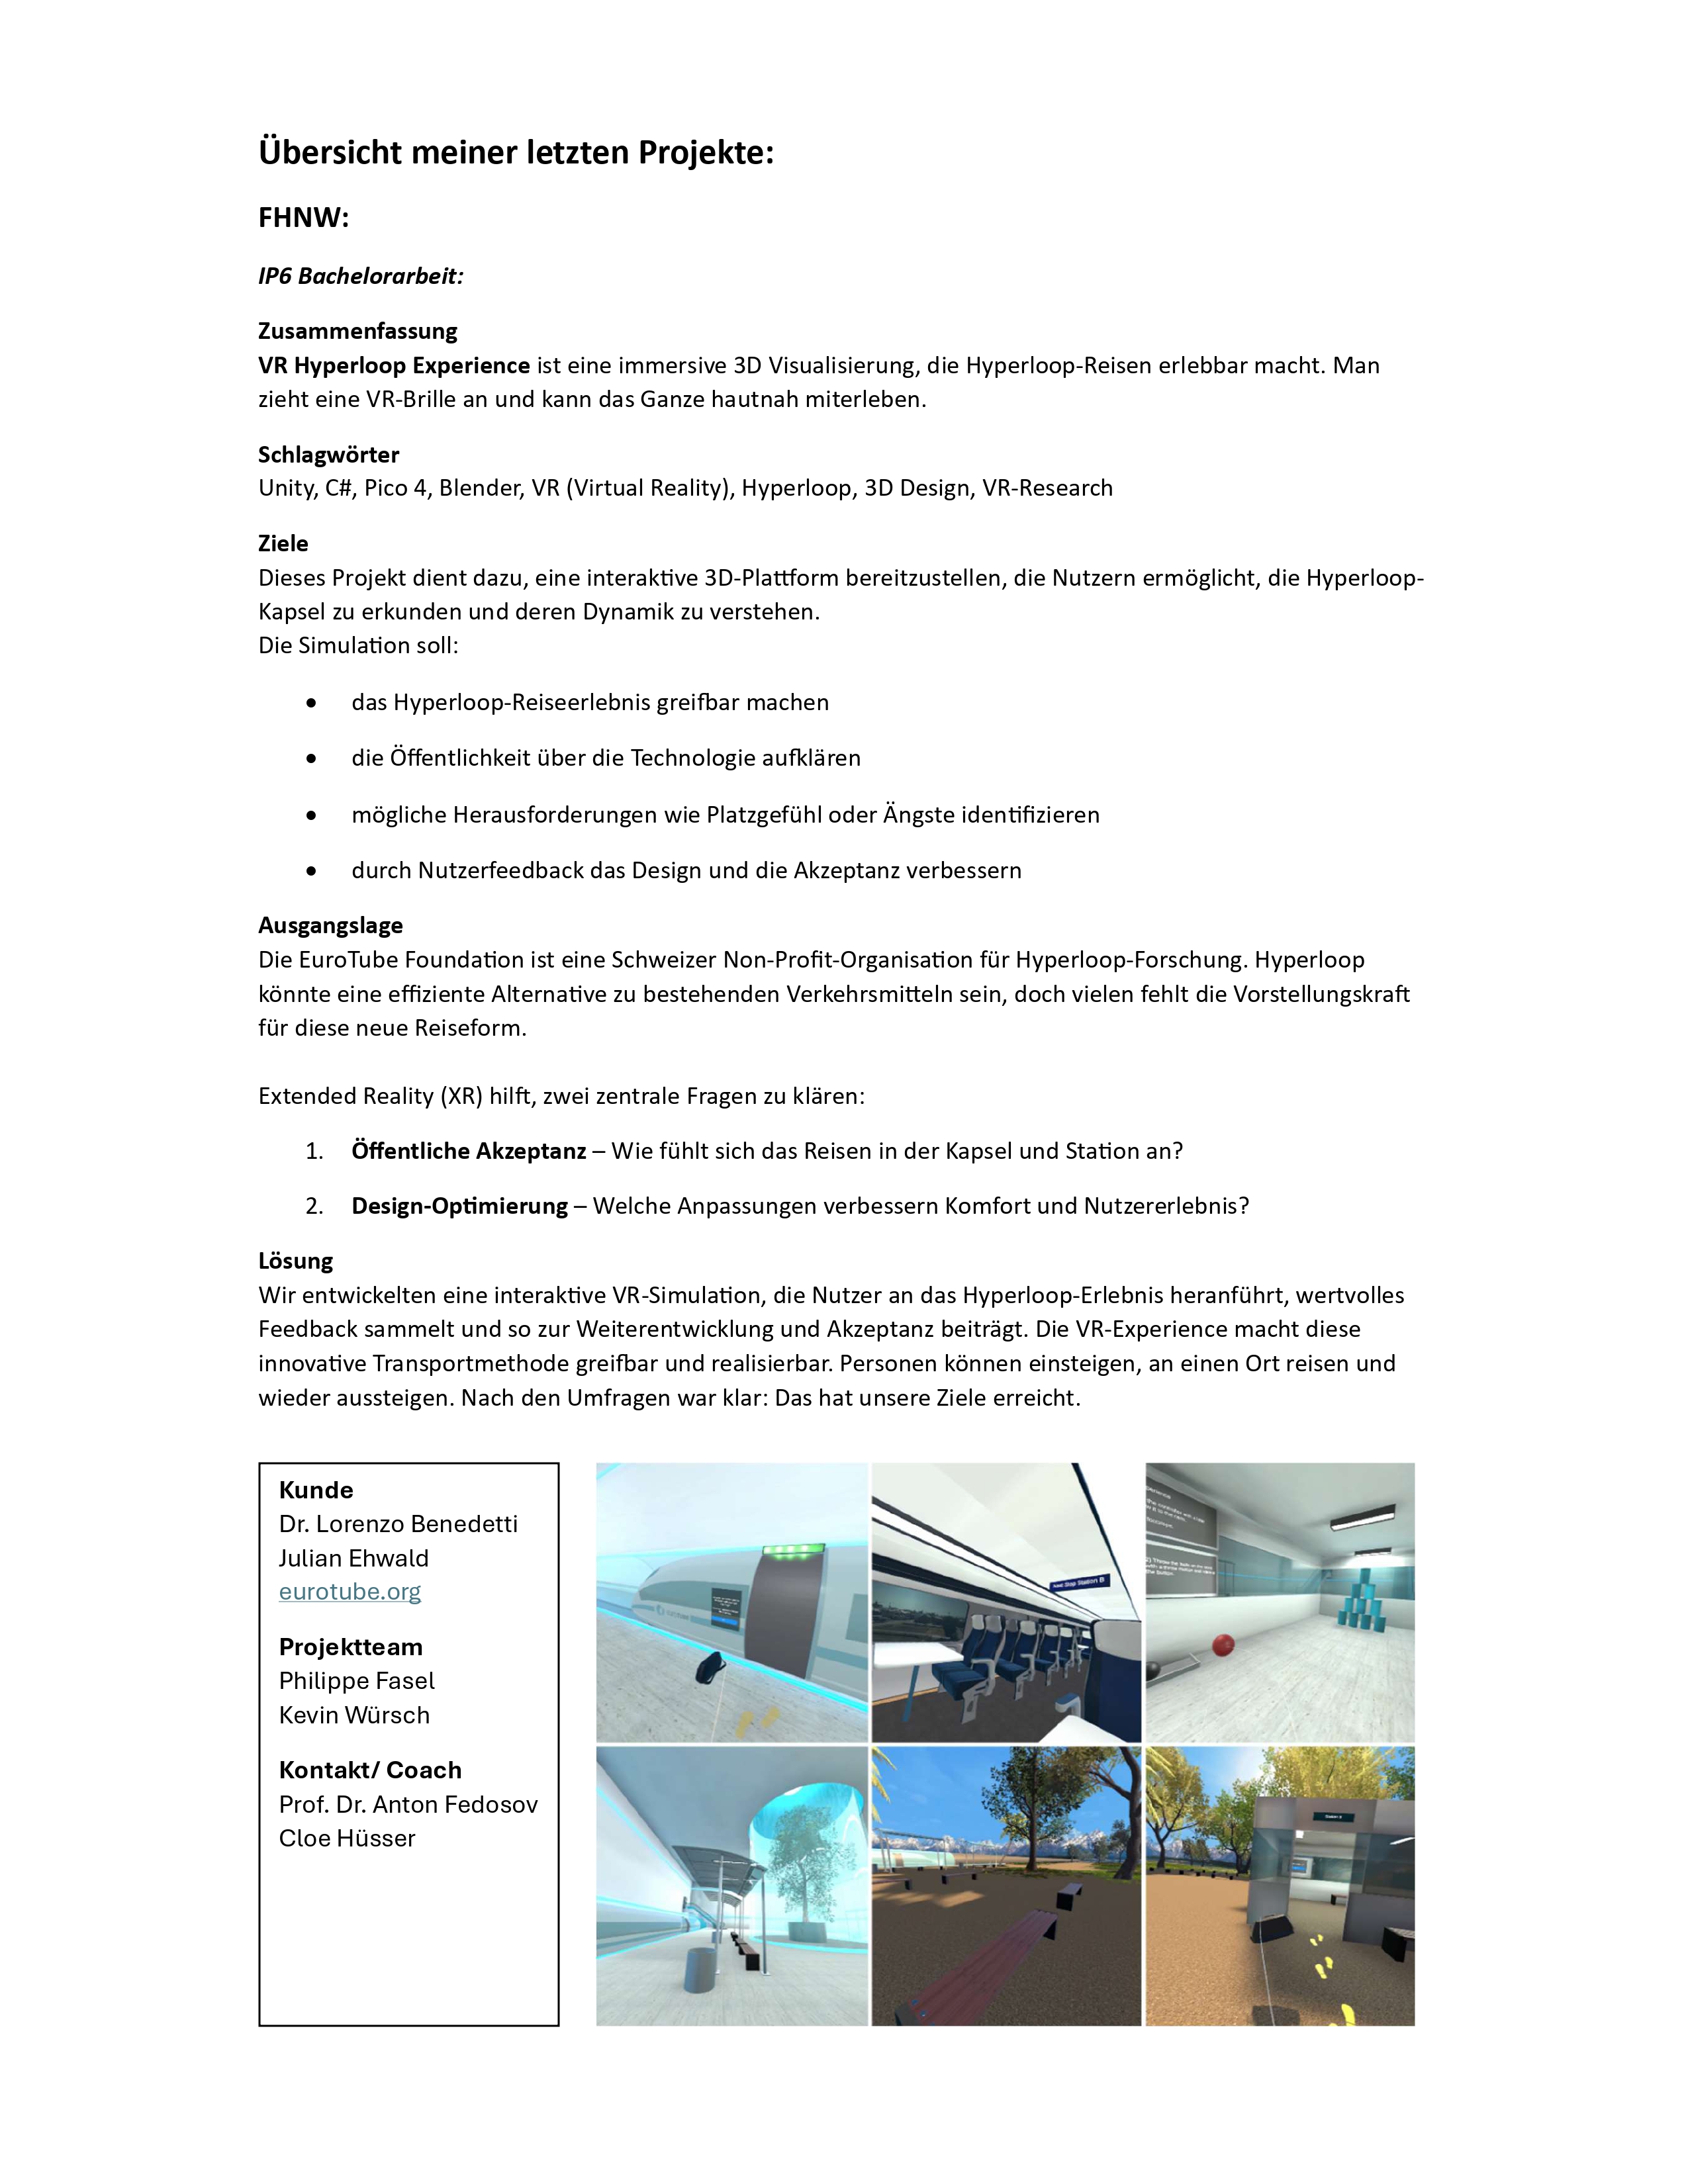 Übersicht meiner letzten Projekte:
FHNW:
IP6 Bachelorarbeit:
Zusammenfassung
VR Hyperloop Experience ist eine immersive 3D Visualisierung, die Hyperloop-Reisen erlebbar macht. Man
zieht eine VR-Brille an und kann das Ganze hautnah miterleben.
Schlagwörter
Unity, C#, Pico 4, Blender, VR (Virtual Reality), Hyperloop, 3D Design, VR-Research
Ziele
Dieses Projekt dient dazu, eine interaktive 3D-Plattform bereitzustellen, die Nutzern ermöglicht, die Hyperloop-
Kapsel zu erkunden und deren Dynamik zu verstehen.
Die Simulation soll:
• das Hyperloop-Reiseerlebnis greifbar machen
• die Öffentlichkeit über die Technologie aufklären
• mögliche Herausforderungen wie Platzgefühl oder Ängste identifizieren
• durch Nutzerfeedback das Design und die Akzeptanz verbessern
Ausgangslage
Die EuroTube Foundation ist eine Schweizer Non-Profit-Organisation für Hyperloop-Forschung. Hyperloop
könnte eine effiziente Alternative zu bestehenden Verkehrsmitteln sein, doch vielen fehlt die Vorstellungskraft
für diese neue Reiseform.
Extended Reality (XR) hilft, zwei zentrale Fragen zu klären:
1. Öffentliche Akzeptanz – Wie fühlt sich das Reisen in der Kapsel und Station an?
2. Design-Optimierung – Welche Anpassungen verbessern Komfort und Nutzererlebnis?
Lösung
Wir entwickelten eine interaktive VR-Simulation, die Nutzer an das Hyperloop-Erlebnis heranführt, wertvolles
Feedback sammelt und so zur Weiterentwicklung und Akzeptanz beiträgt. Die VR-Experience macht diese
innovative Transportmethode greifbar und realisierbar. Personen können einsteigen, an einen Ort reisen und
wieder aussteigen. Nach den Umfragen war klar: Das hat unsere Ziele erreicht.
Kunde
Dr. Lorenzo Benedetti
Julian Ehwald
eurotube.org
Projektteam
Philippe Fasel
Kevin Würsch
Kontakt/ Coach
Prof. Dr. Anton Fedosov
Cloe Hüsser
Stop Station B